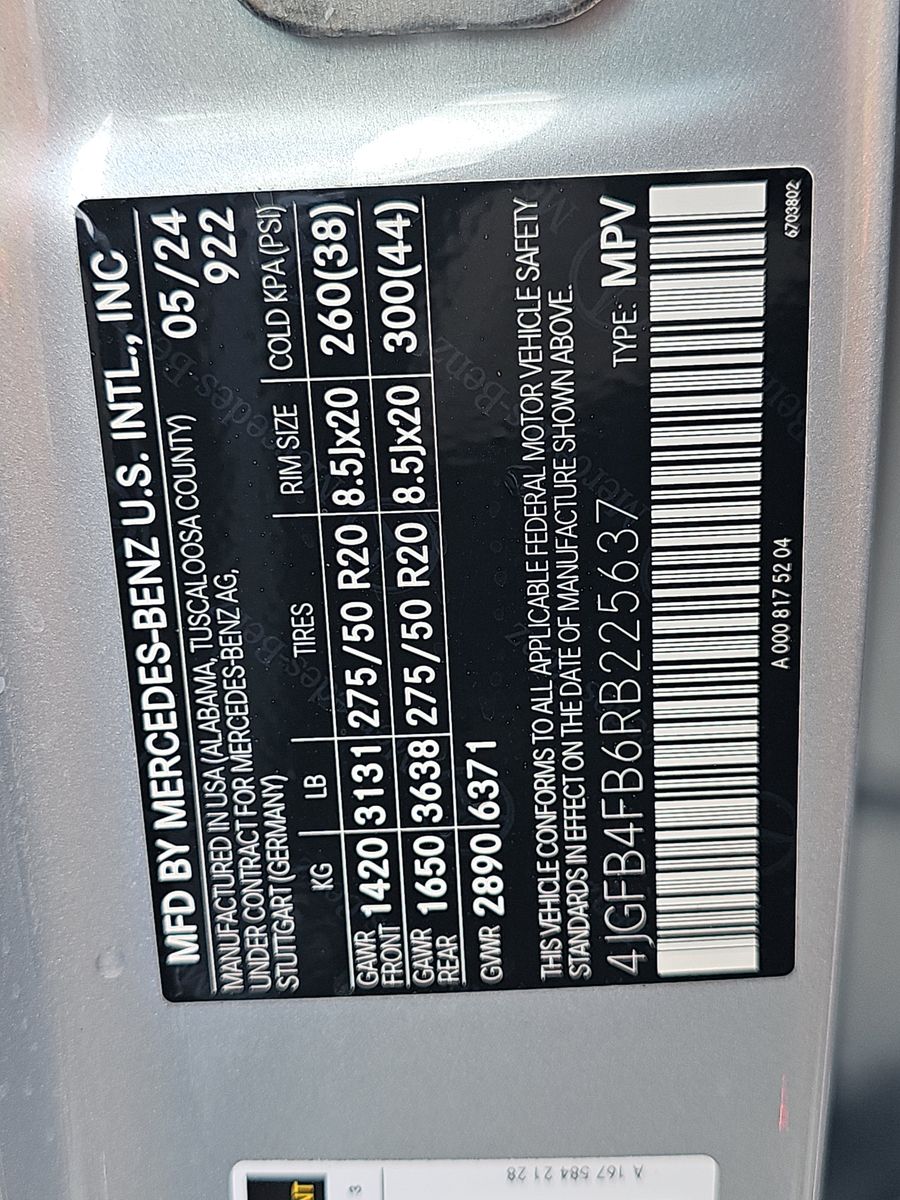 MFD BY MERCEDES-BENZ U.S. INTL., INC
MANUFACTURED IN USA (ALABAMA, TUSCALOOSA COUNTY) 05/24
UNDER CONTRACT FOR MERCEDES-BENZ AG, 922
STUTTGART (GERMANY)
KG LB TIRES RIM SIZE COLD KPA (PSI)
GAWR FRONT 1420 3131 275/50 R20 8.5Jx20 260(38)
GAWR REAR 1650 3638 275/50 R20 8.5Jx20 300(44)
GVWR 2890 6371
THIS VEHICLE CONFORMS TO ALL APPLICABLE FEDERAL MOTOR VEHICLE SAFETY
STANDARDS IN EFFECT ON THE DATE OF MANUFACTURE SHOWN ABOVE.
4JGFB4FB6RB225637 TYPE: MPV
A 000 817 52 04
6703802
A 167 584 21 28
3